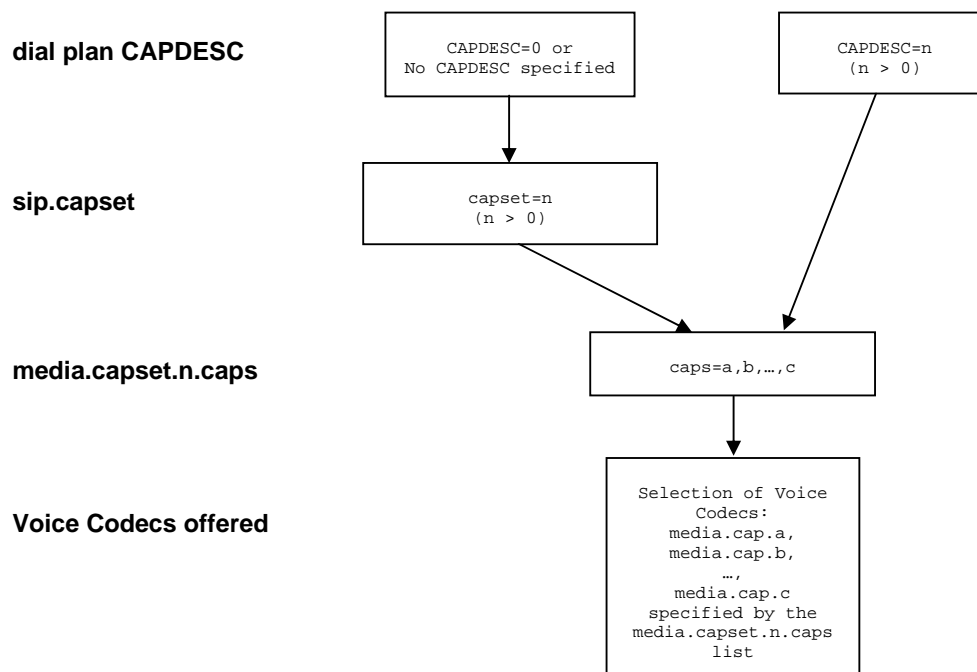 dial plan CAPDESC
CAPDESC=0 or
No CAPDESC specified
CAPDESC=n
(n > 0)
sip.capset
capset=n
(n > 0)
media.capset.n.caps
caps=a,b,…,c
Voice Codecs offered
Selection of Voice
Codecs:
media.cap.a,
media.cap.b,
…,
media.cap.c
specified by the
media.capset.n.caps
list